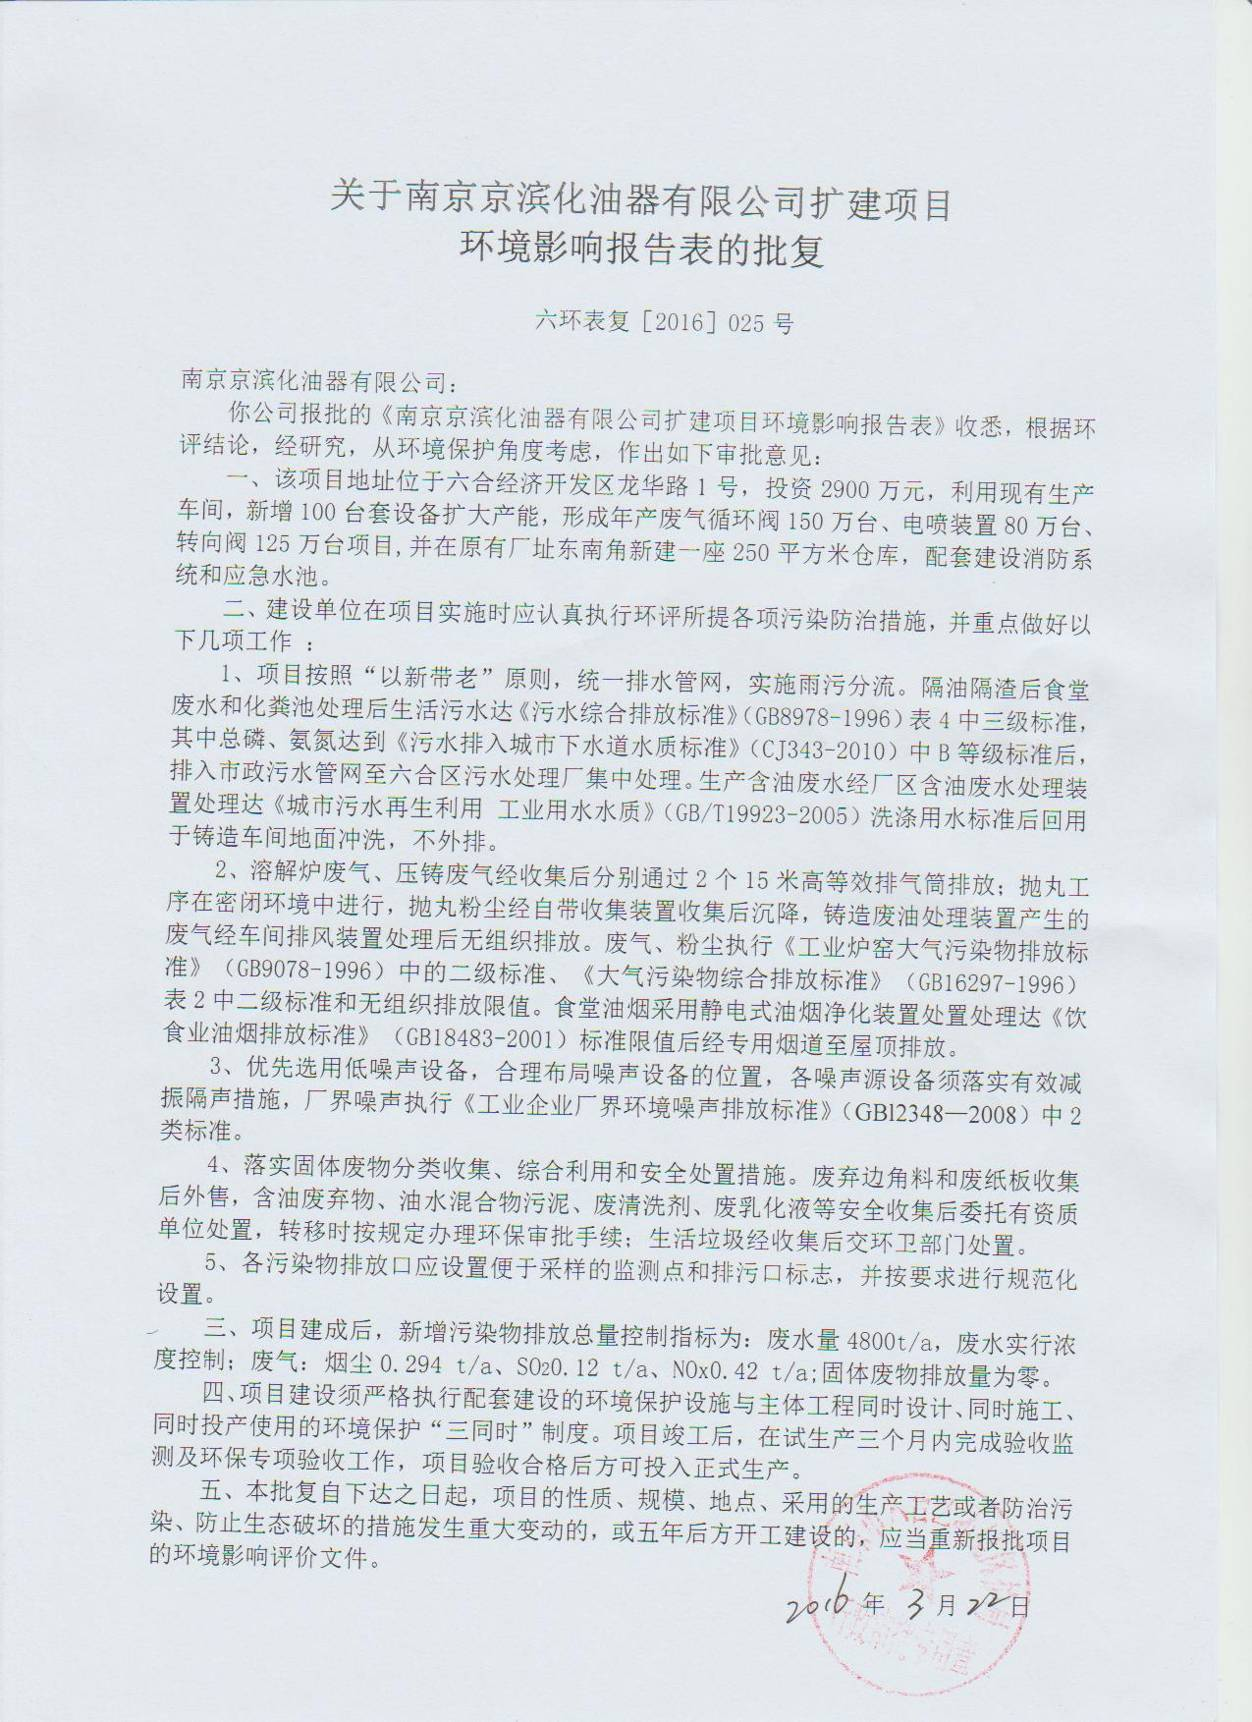 关于南京京滨化油器有限公司扩建项目
环境影响报告表的批复
六环表复［2016］025 号
南京京滨化油器有限公司：
你公司报批的《南京京滨化油器有限公司扩建项目环境影响报告表》收悉，根据环
评结论，经研究，从环境保护角度考虑，作出如下审批意见：
一、该项目地址位于六合经济开发区龙华路 1 号，投资 2900 万元，利用现有生产
车间，新增 100 台套设备扩大产能，形成年产废气循环阀 150 万台、电喷装置 80 万台、
转向阀 125 万台项目,并在原有厂址东南角新建一座 250 平方米仓库，配套建设消防系
统和应急水池。
二、建设单位在项目实施时应认真执行环评所提各项污染防治措施，并重点做好以
下几项工作 ：
1、项目按照“以新带老”原则，统一排水管网，实施雨污分流。隔油隔渣后食堂
废水和化粪池处理后生活污水达《污水综合排放标准》（GB8978-1996）表 4 中三级标准，
其中总磷、氨氮达到《污水排入城市下水道水质标准》（CJ343-2010）中 B 等级标准后，
排入市政污水管网至六合区污水处理厂集中处理。生产含油废水经厂区含油废水处理装
置处理达《城市污水再生利用 工业用水水质》（GB/T19923-2005）洗涤用水标准后回用
于铸造车间地面冲洗，不外排。
2、溶解炉废气、压铸废气经收集后分别通过 2 个 15 米高等效排气筒排放；抛丸工
序在密闭环境中进行，抛丸粉尘经自带收集装置收集后沉降，铸造废油处理装置产生的
废气经车间排风装置处理后无组织排放。废气、粉尘执行《工业炉窑大气污染物排放标
准》（GB9078-1996）中的二级标准、《大气污染物综合排放标准》（GB16297-1996）
表 2 中二级标准和无组织排放限值。食堂油烟采用静电式油烟净化装置处置处理达《饮
食业油烟排放标准》（GB18483-2001）标准限值后经专用烟道至屋顶排放。
3、优先选用低噪声设备，合理布局噪声设备的位置，各噪声源设备须落实有效减
振隔声措施，厂界噪声执行《工业企业厂界环境噪声排放标准》（GBl2348—2008）中 2
类标准。
4、落实固体废物分类收集、综合利用和安全处置措施。废弃边角料和废纸板收集
后外售，含油废弃物、油水混合物污泥、废清洗剂、废乳化液等安全收集后委托有资质
单位处置，转移时按规定办理环保审批手续；生活垃圾经收集后交环卫部门处置。
5、各污染物排放口应设置便于采样的监测点和排污口标志，并按要求进行规范化
设置。
三、项目建成后，新增污染物排放总量控制指标为：废水量 4800t/a，废水实行浓
度控制；废气：烟尘 0.294 t/a、SO₂0.12 t/a、NOx0.42 t/a;固体废物排放量为零。
四、项目建设须严格执行配套建设的环境保护设施与主体工程同时设计、同时施工、
同时投产使用的环境保护“三同时”制度。项目竣工后，在试生产三个月内完成验收监
测及环保专项验收工作，项目验收合格后方可投入正式生产。
五、本批复自下达之日起，项目的性质、规模、地点、采用的生产工艺或者防治污
染、防止生态破坏的措施发生重大变动的，或五年后方开工建设的，应当重新报批项目
的环境影响评价文件。
2016 年 3 月 22 日